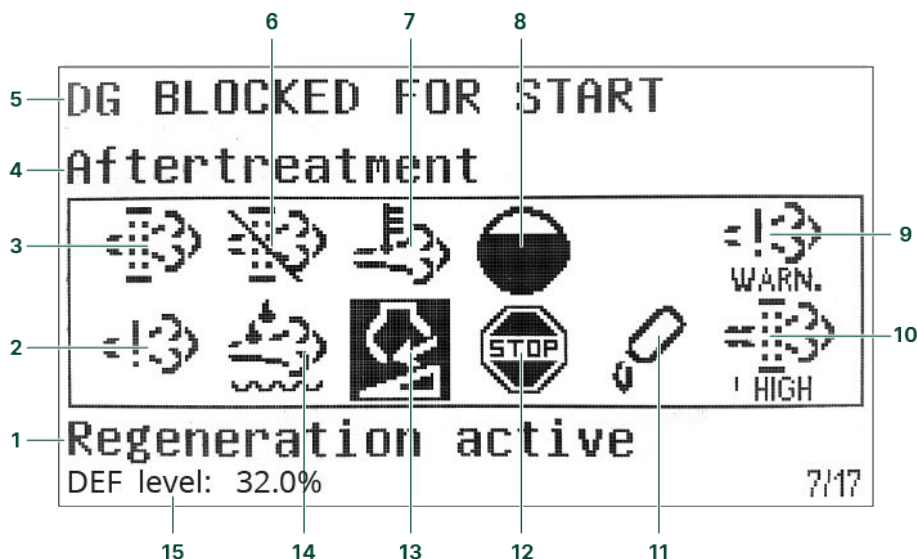 6 7 8
5 DG BLOCKED FOR START
4 Aftertreatment
3 9
WARN.
2 STOP 10
! HIGH
1 Regeneration active
DEF level: 32.0% 7/17
15 14 13 12 11